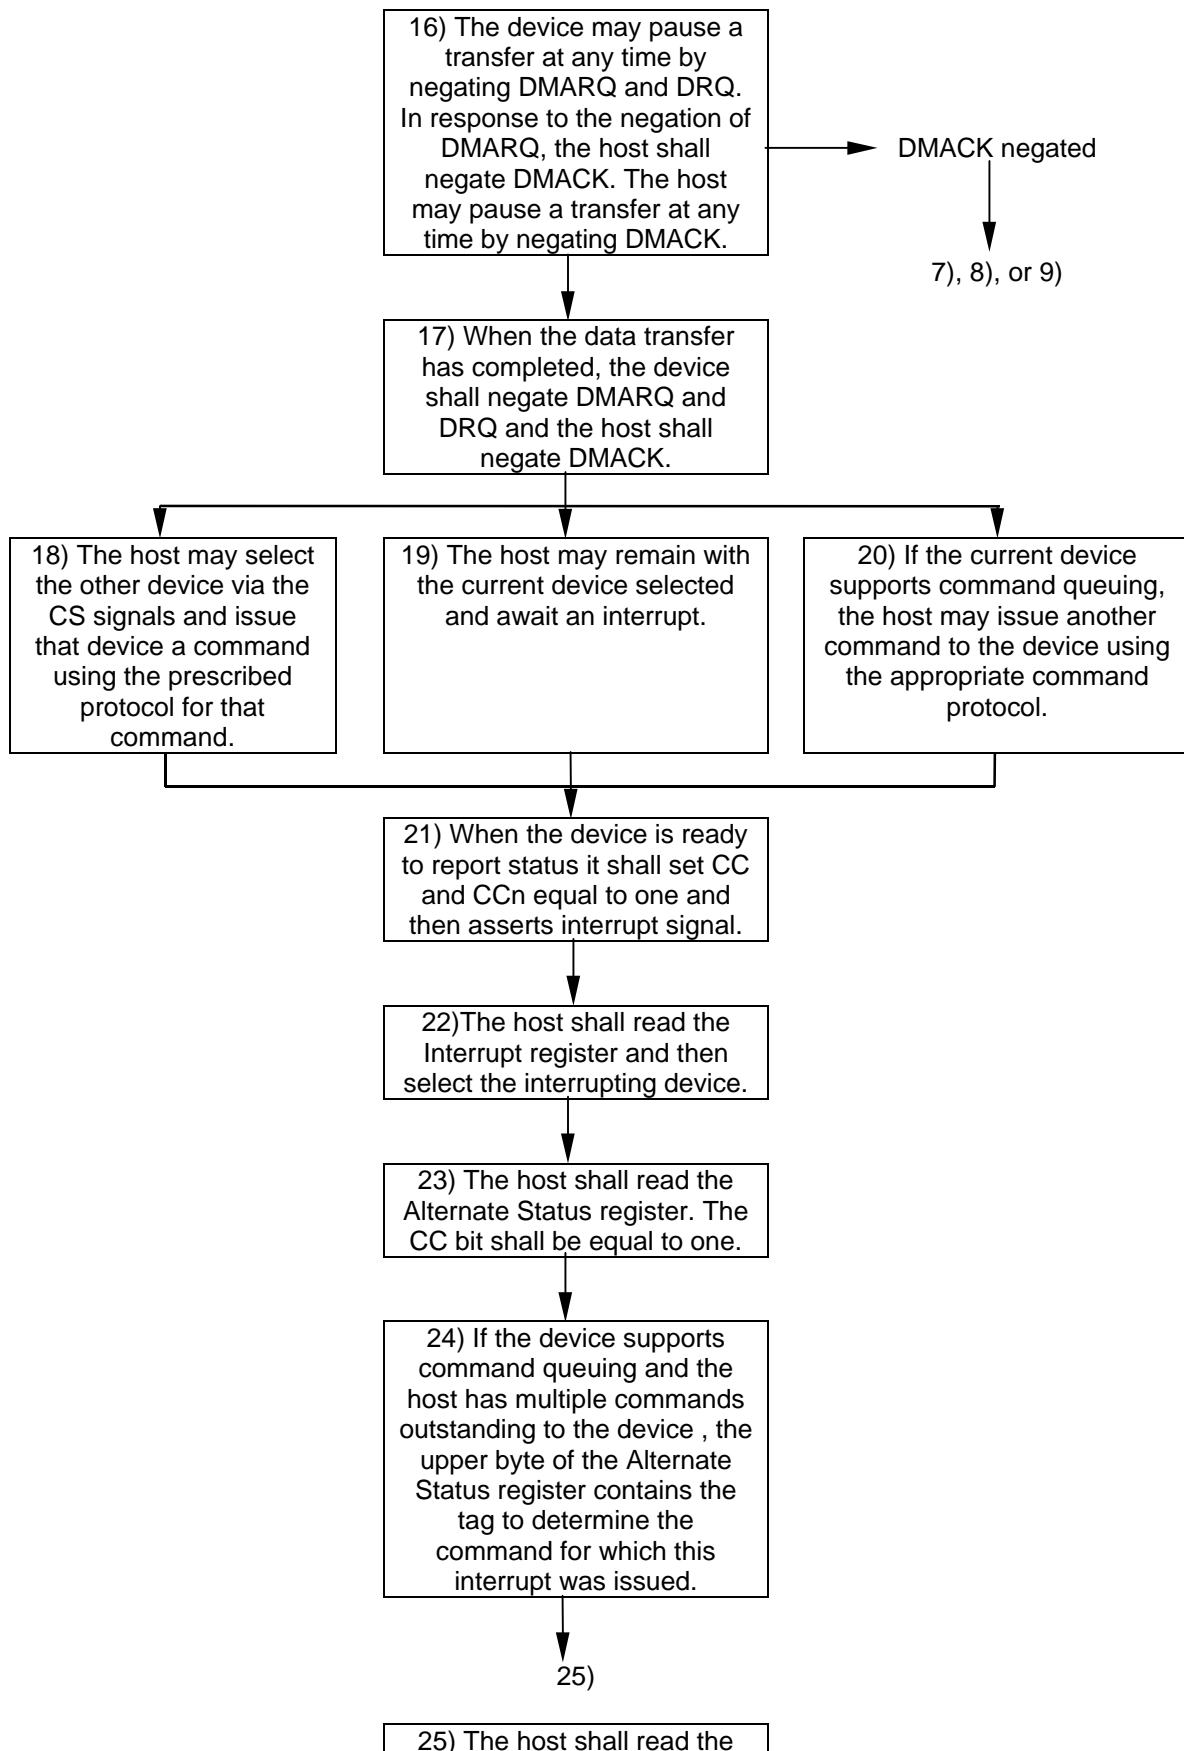 16) The device may pause a
transfer at any time by
negating DMARQ and DRQ.
In response to the negation of
DMARQ, the host shall
negate DMACK. The host
may pause a transfer at any
time by negating DMACK.
DMACK negated
7), 8), or 9)
17) When the data transfer
has completed, the device
shall negate DMARQ and
DRQ and the host shall
negate DMACK.
18) The host may select
the other device via the
CS signals and issue
that device a command
using the prescribed
protocol for that
command.
19) The host may remain with
the current device selected
and await an interrupt.
20) If the current device
supports command queuing,
the host may issue another
command to the device using
the appropriate command
protocol.
21) When the device is ready
to report status it shall set CC
and CCn equal to one and
then asserts interrupt signal.
22)The host shall read the
Interrupt register and then
select the interrupting device.
23) The host shall read the
Alternate Status register. The
CC bit shall be equal to one.
24) If the device supports
command queuing and the
host has multiple commands
outstanding to the device , the
upper byte of the Alternate
Status register contains the
tag to determine the
command for which this
interrupt was issued.
25)
25) The host shall read the